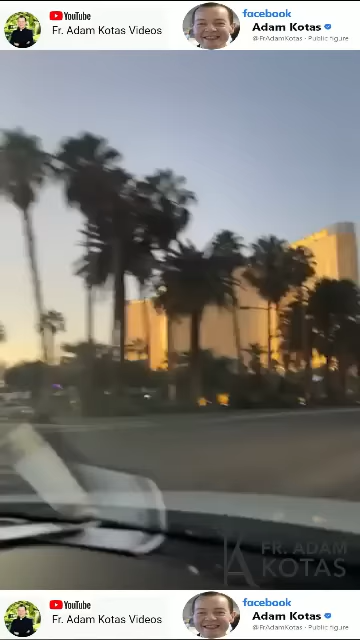 YouTube
Fr. Adam Kotas Videos
facebook
Adam Kotas
@FrAdamKotas · Public figure
FR. ADAM
KOTAS
YouTube
Fr. Adam Kotas Videos
facebook
Adam Kotas
@FrAdamKotas · Public figure